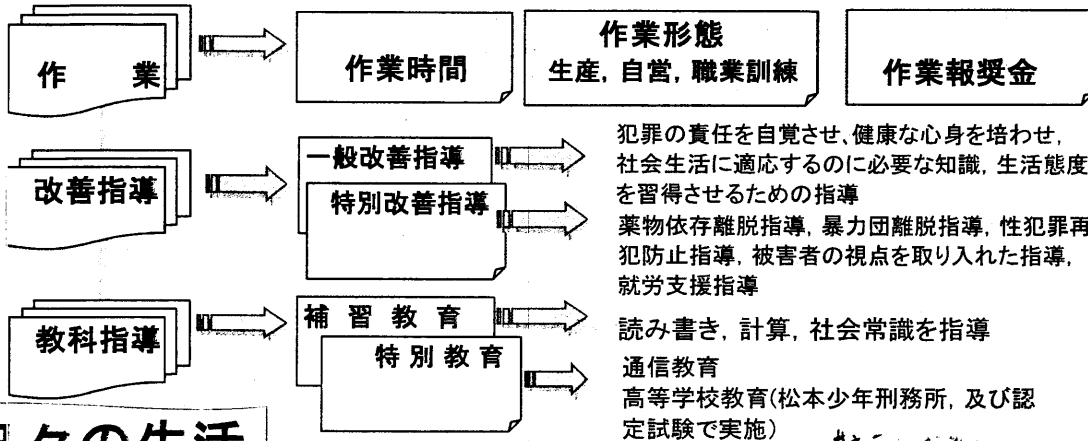 作　業
作業時間
作業形態
生産, 自営, 職業訓練
作業報奨金
改善指導
一般改善指導
犯罪の責任を自覚させ、健康な心身を培わせ,
社会生活に適応するのに必要な知識, 生活態度
を習得させるための指導
特別改善指導
薬物依存離脱指導, 暴力団離脱指導, 性犯罪再
犯防止指導, 被害者の視点を取り入れた指導,
就労支援指導
教科指導
補 習 教 育
読み書き, 計算, 社会常識を指導
特 別 教 育
通信教育
高等学校教育(松本少年刑務所, 及び認
定試験で実施)
々の生活